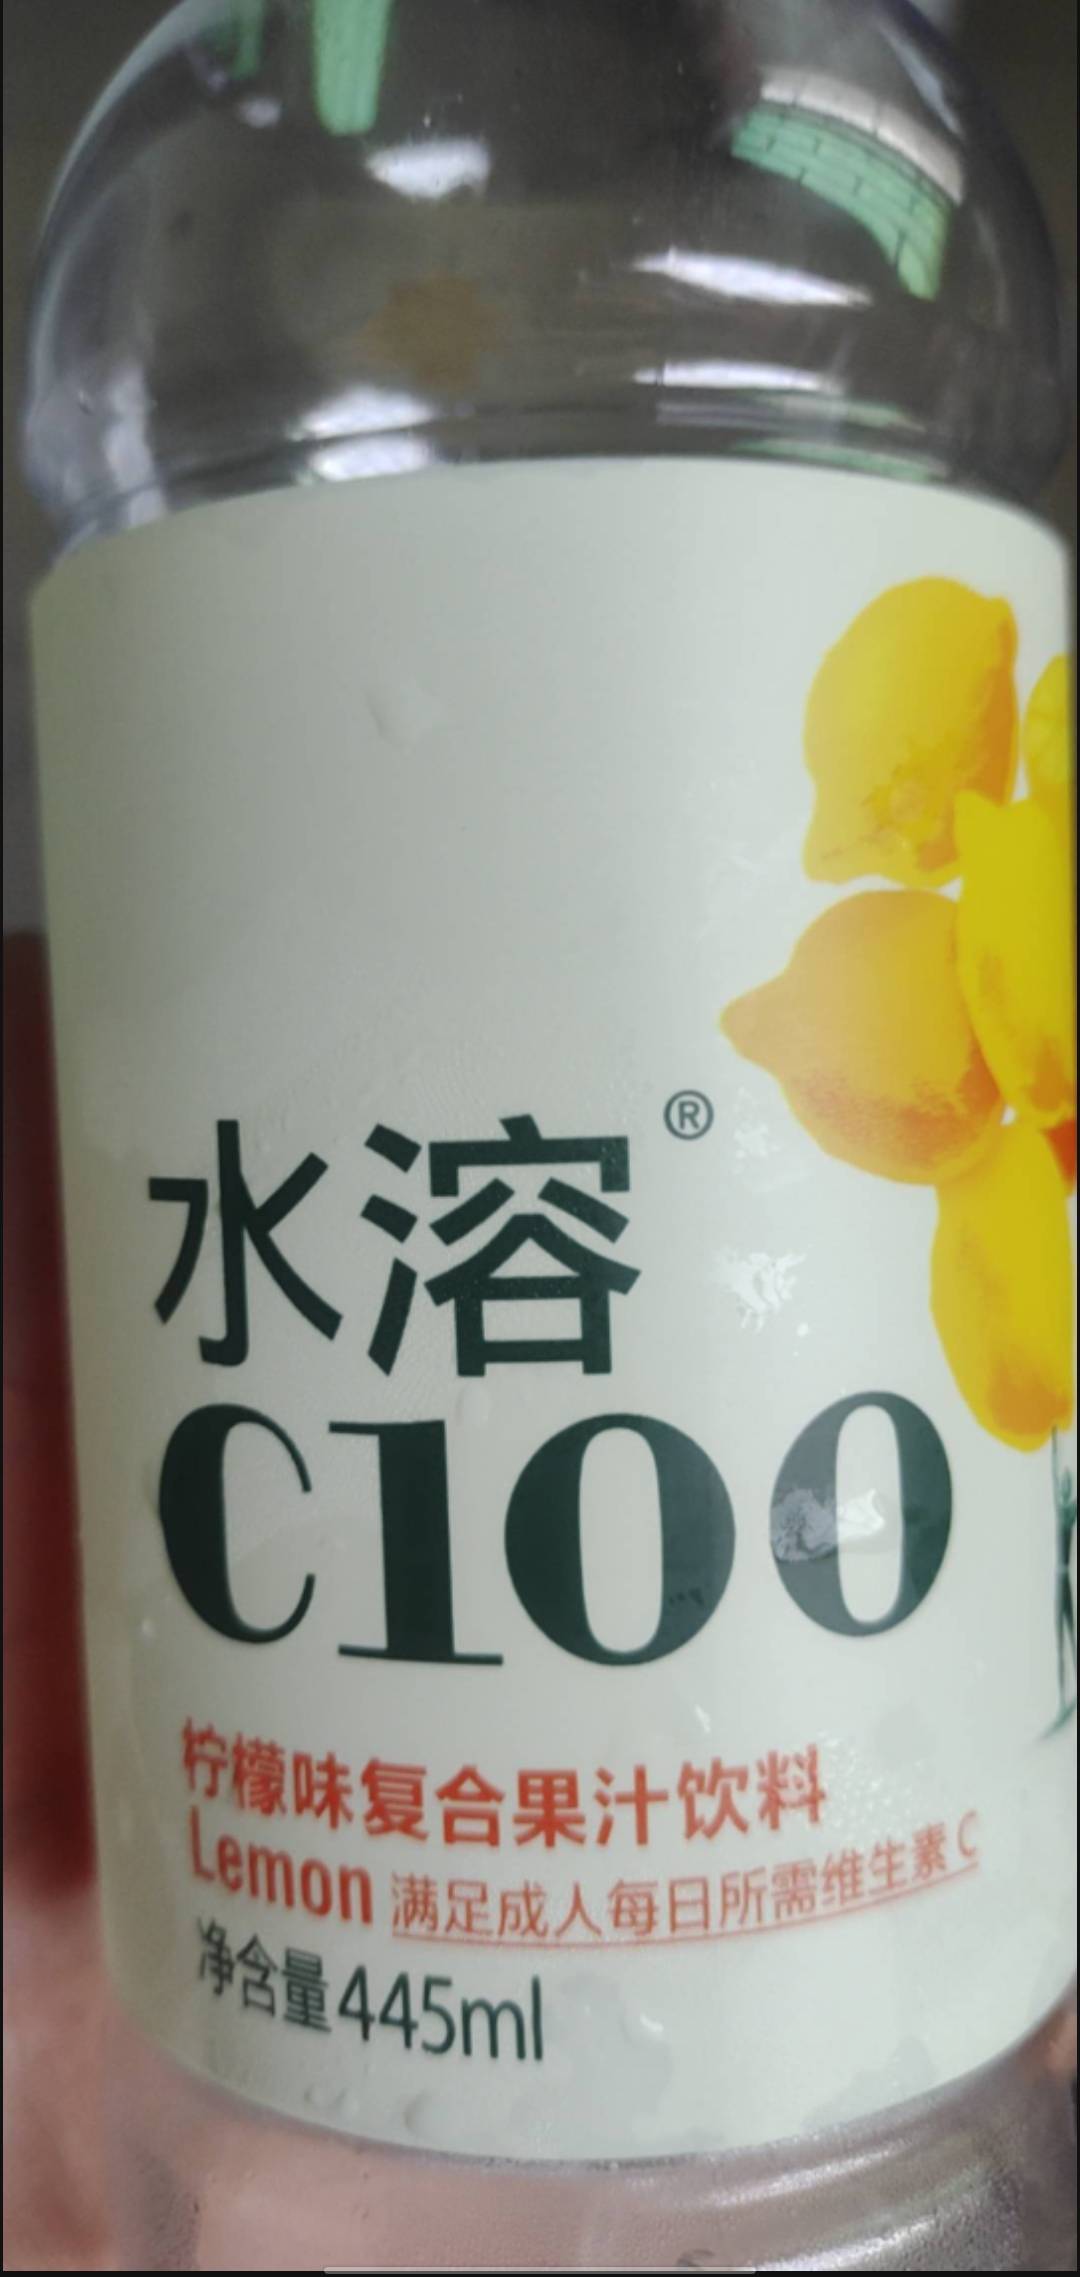 水溶®
C100
柠檬味复合果汁饮料
Lemon 满足成人每日所需维生素C
净含量445ml